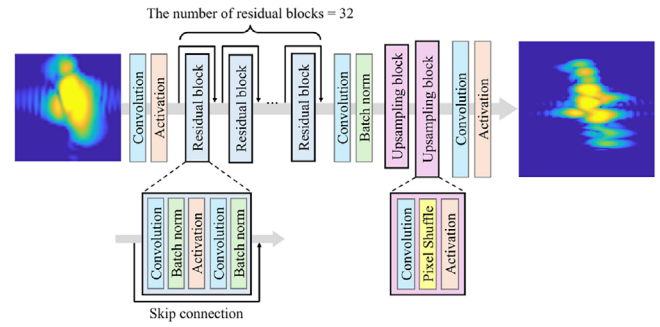 The number of residual blocks = 32
Convolution
Activation
Residual block
Residual block
...
Residual block
Convolution
Batch norm
Upsampling block
Upsampling block
Convolution
Activation
Convolution
Batch norm
Activation
Convolution
Batch norm
Skip connection
Convolution
Pixel Shuffle
Activation